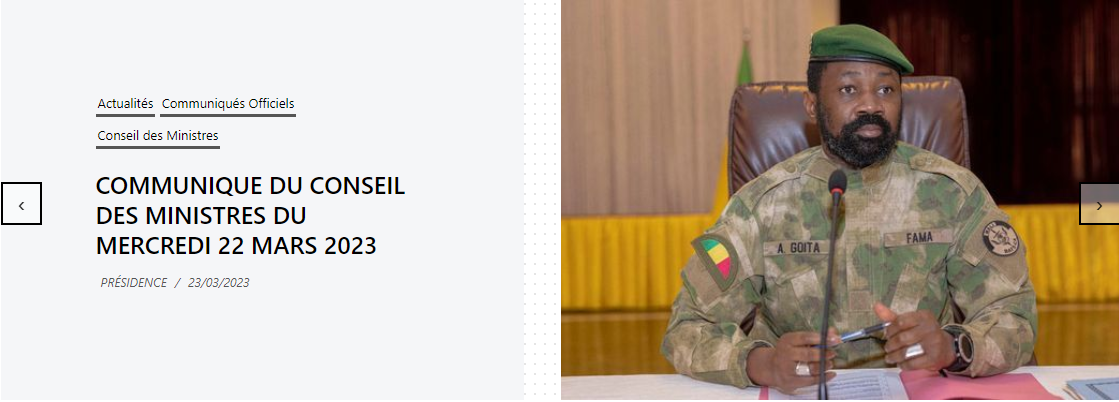 Actualités Communiqués Officiels
Conseil des Ministres
COMMUNIQUE DU CONSEIL
DES MINISTRES DU
MERCREDI 22 MARS 2023
PRÉSIDENCE / 23/03/2023
A. GOITA
FAMA